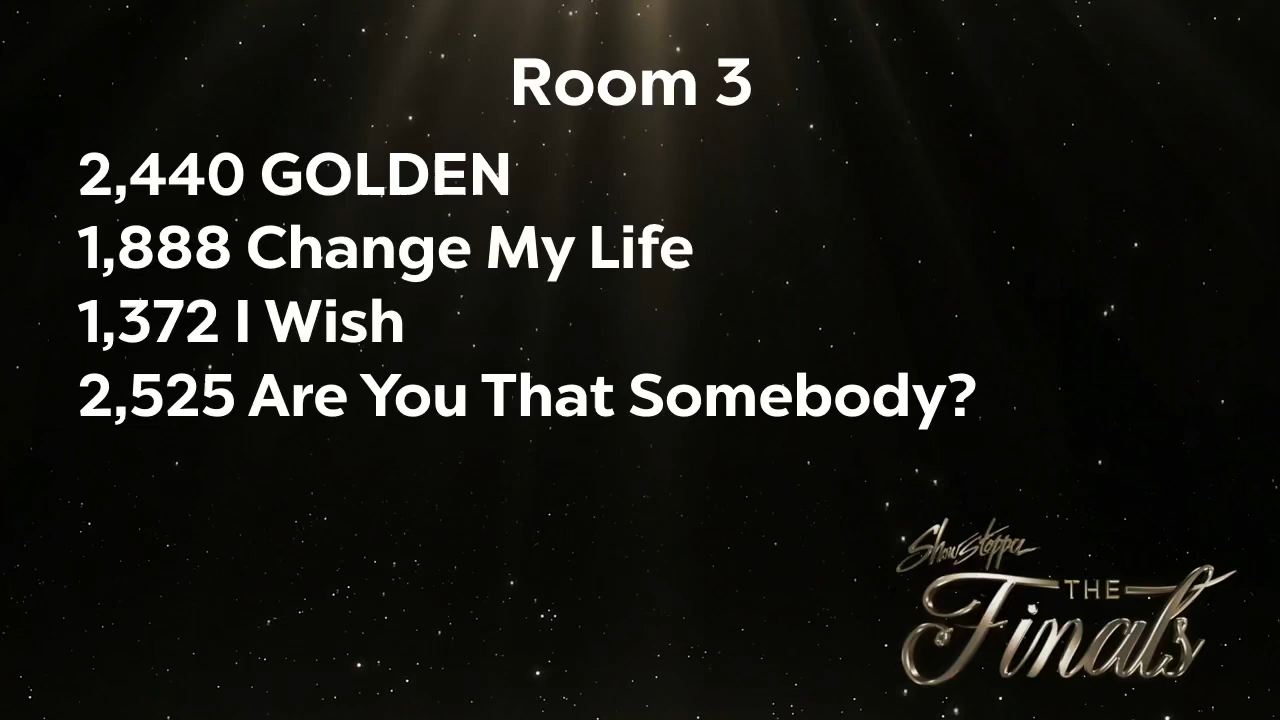 Room 3
2,440 GOLDEN
1,888 Change My Life
1,372 I Wish
2,525 Are You That Somebody?
Showstoppa
THE
Finals